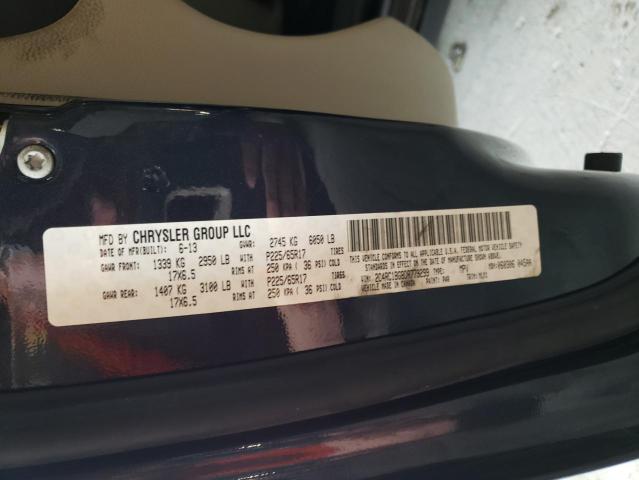 MFD BY CHRYSLER GROUP LLC
DATE OF MFR(BUILT): 6-13 GVWR: 2745 KG 6050 LB
GAWR FRONT: 1339 KG 2950 LB WITH P225/65R17 TIRES
17X6.5 RIMS AT 250 KPA ( 36 PSI) COLD
GAWR REAR: 1407 KG 3100 LB WITH P225/65R17 TIRES
17X6.5 RIMS AT 250 KPA ( 36 PSI) COLD
THIS VEHICLE CONFORMS TO ALL APPLICABLE U.S.A. FEDERAL MOTOR VEHICLE SAFETY
STANDARDS IN EFFECT ON THE DATE OF MANUFACTURE SHOWN ABOVE.
VIN: TYPE: MPV MDH:
VEHICLE MADE IN CANADA PAINT: TRIM: